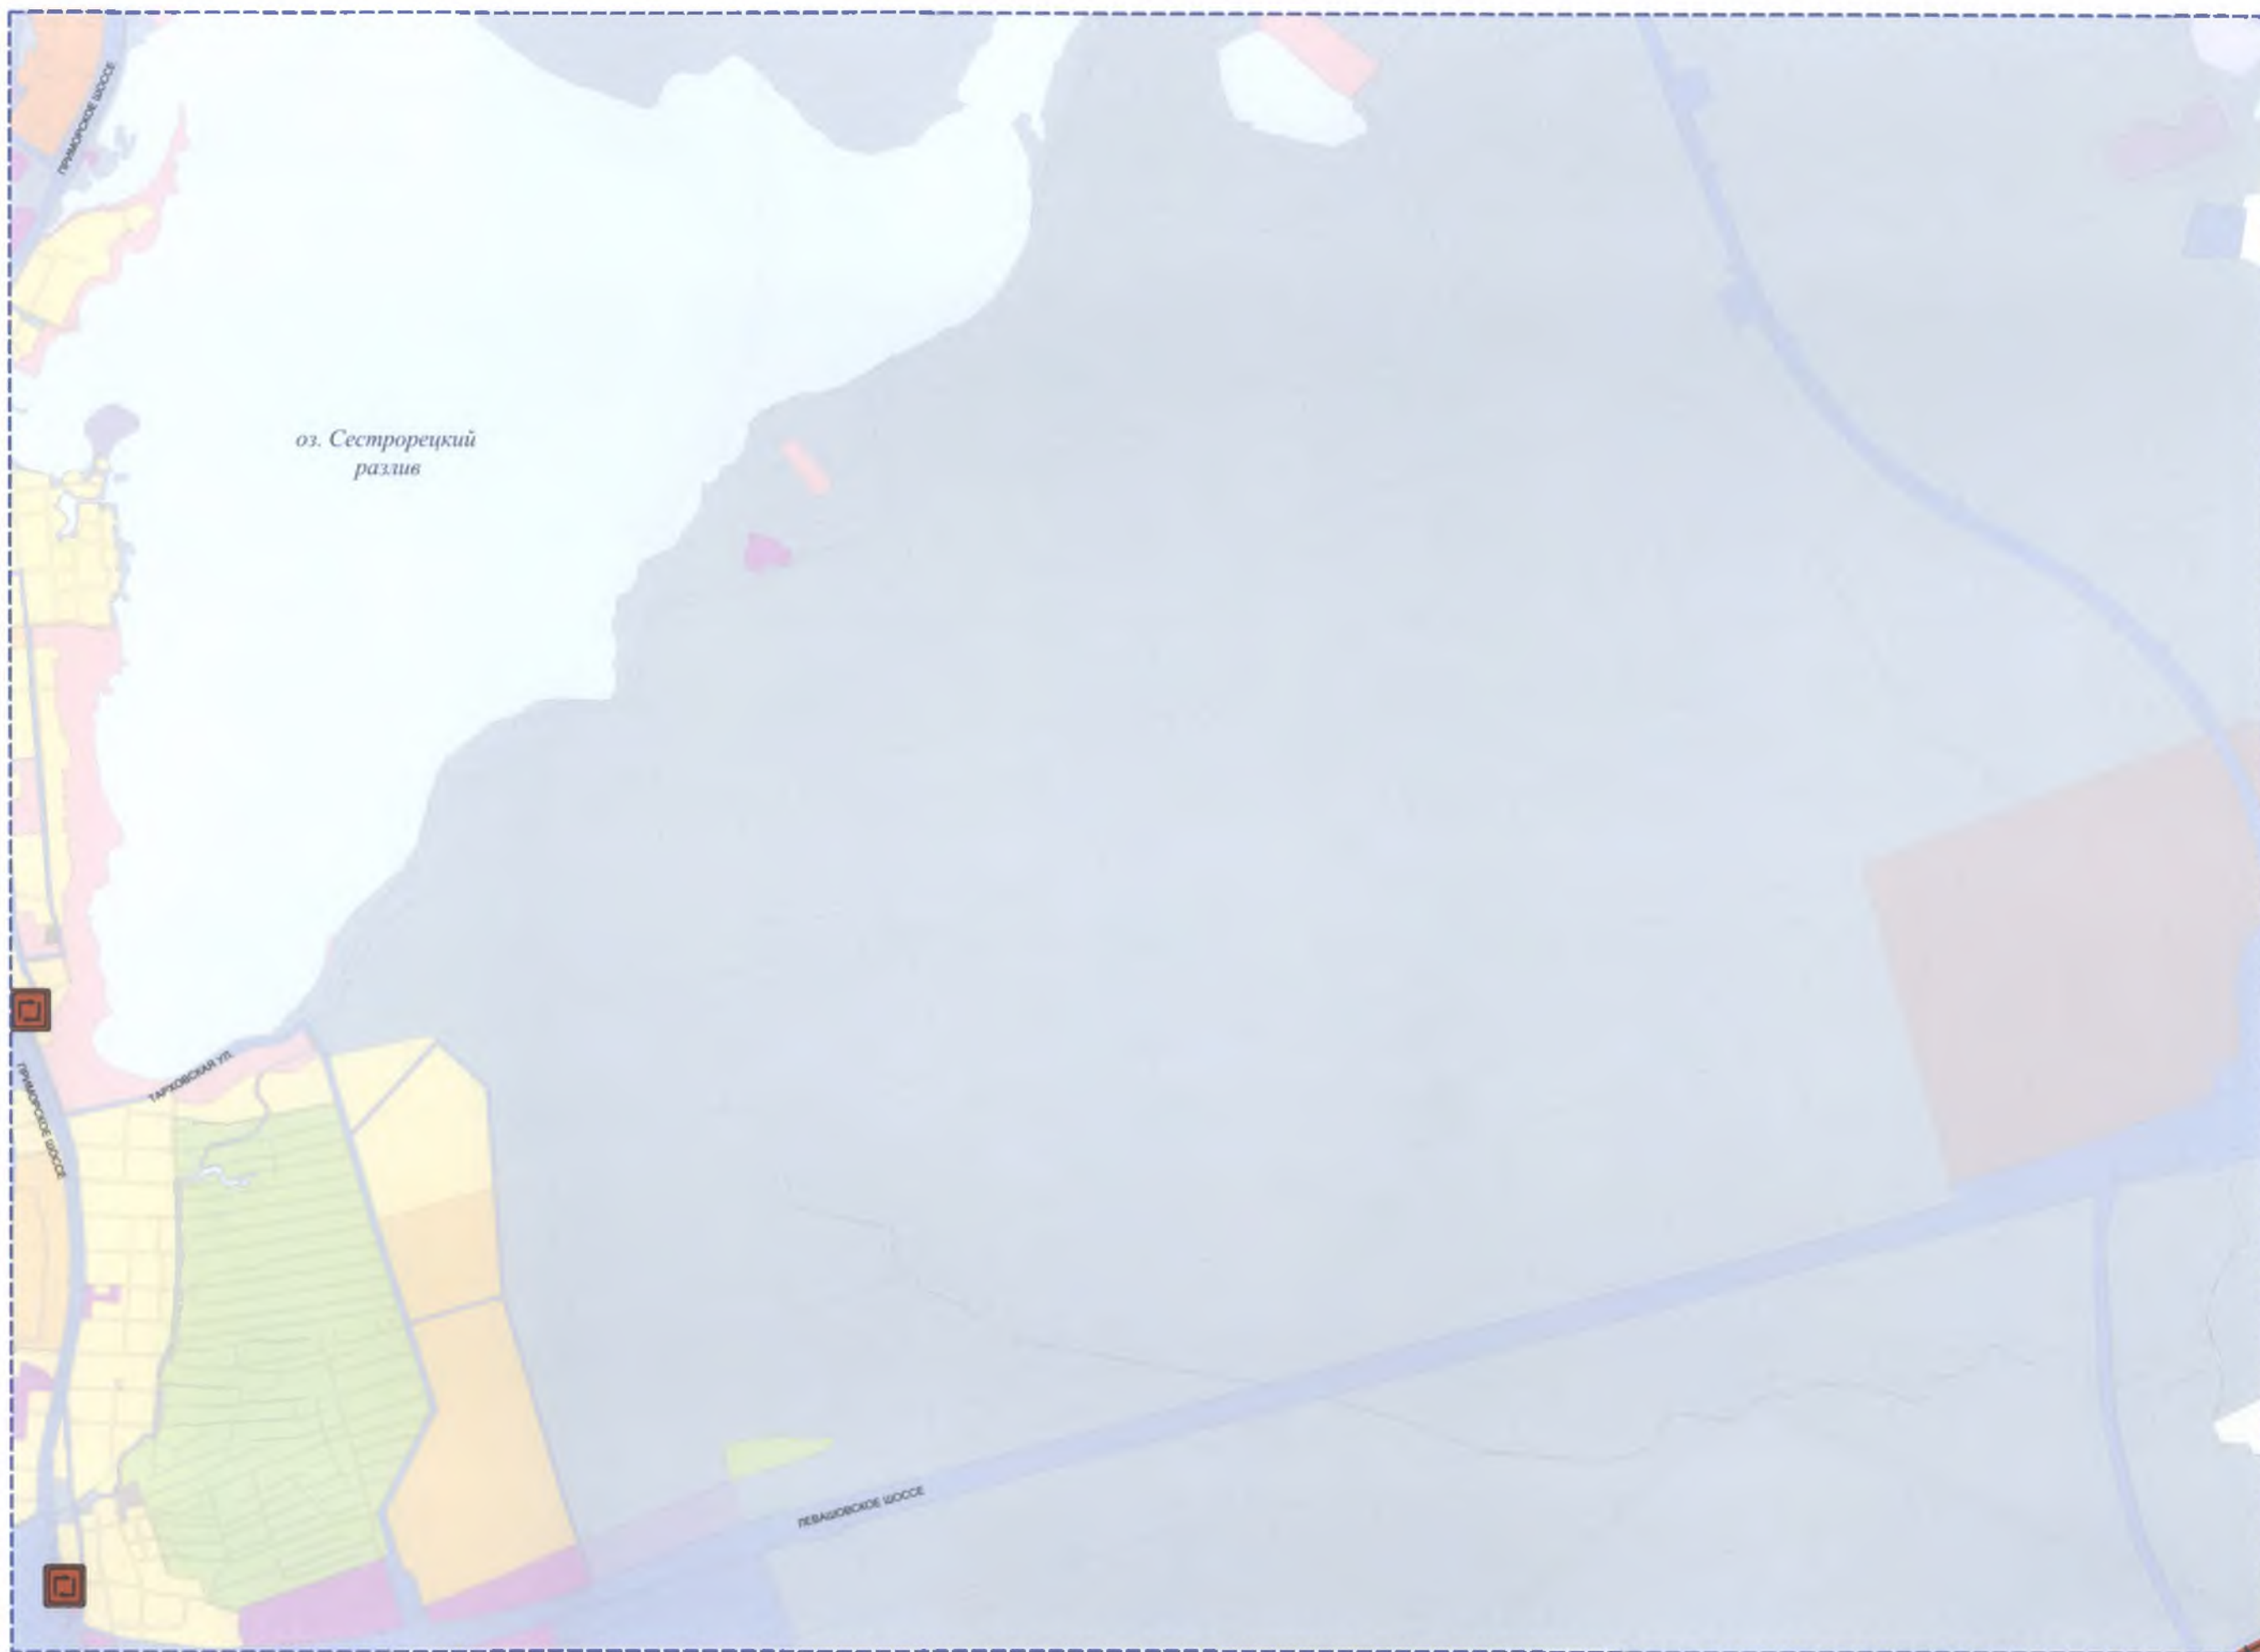 ПРИМОРСКОЕ ШОССЕ
оз. Сестрорецкий
разлив
ТАРХОВСКАЯ УЛ.
ПРИМОРСКОЕ ШОССЕ
ЛЕВАШОВСКОЕ ШОССЕ